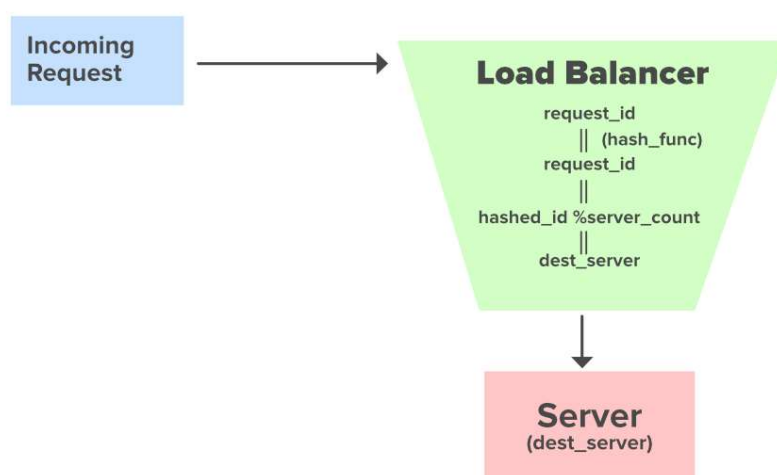 Incoming
Request
Load Balancer
request_id
|| (hash_func)
request_id
||
hashed_id %server_count
||
dest_server
Server
(dest_server)